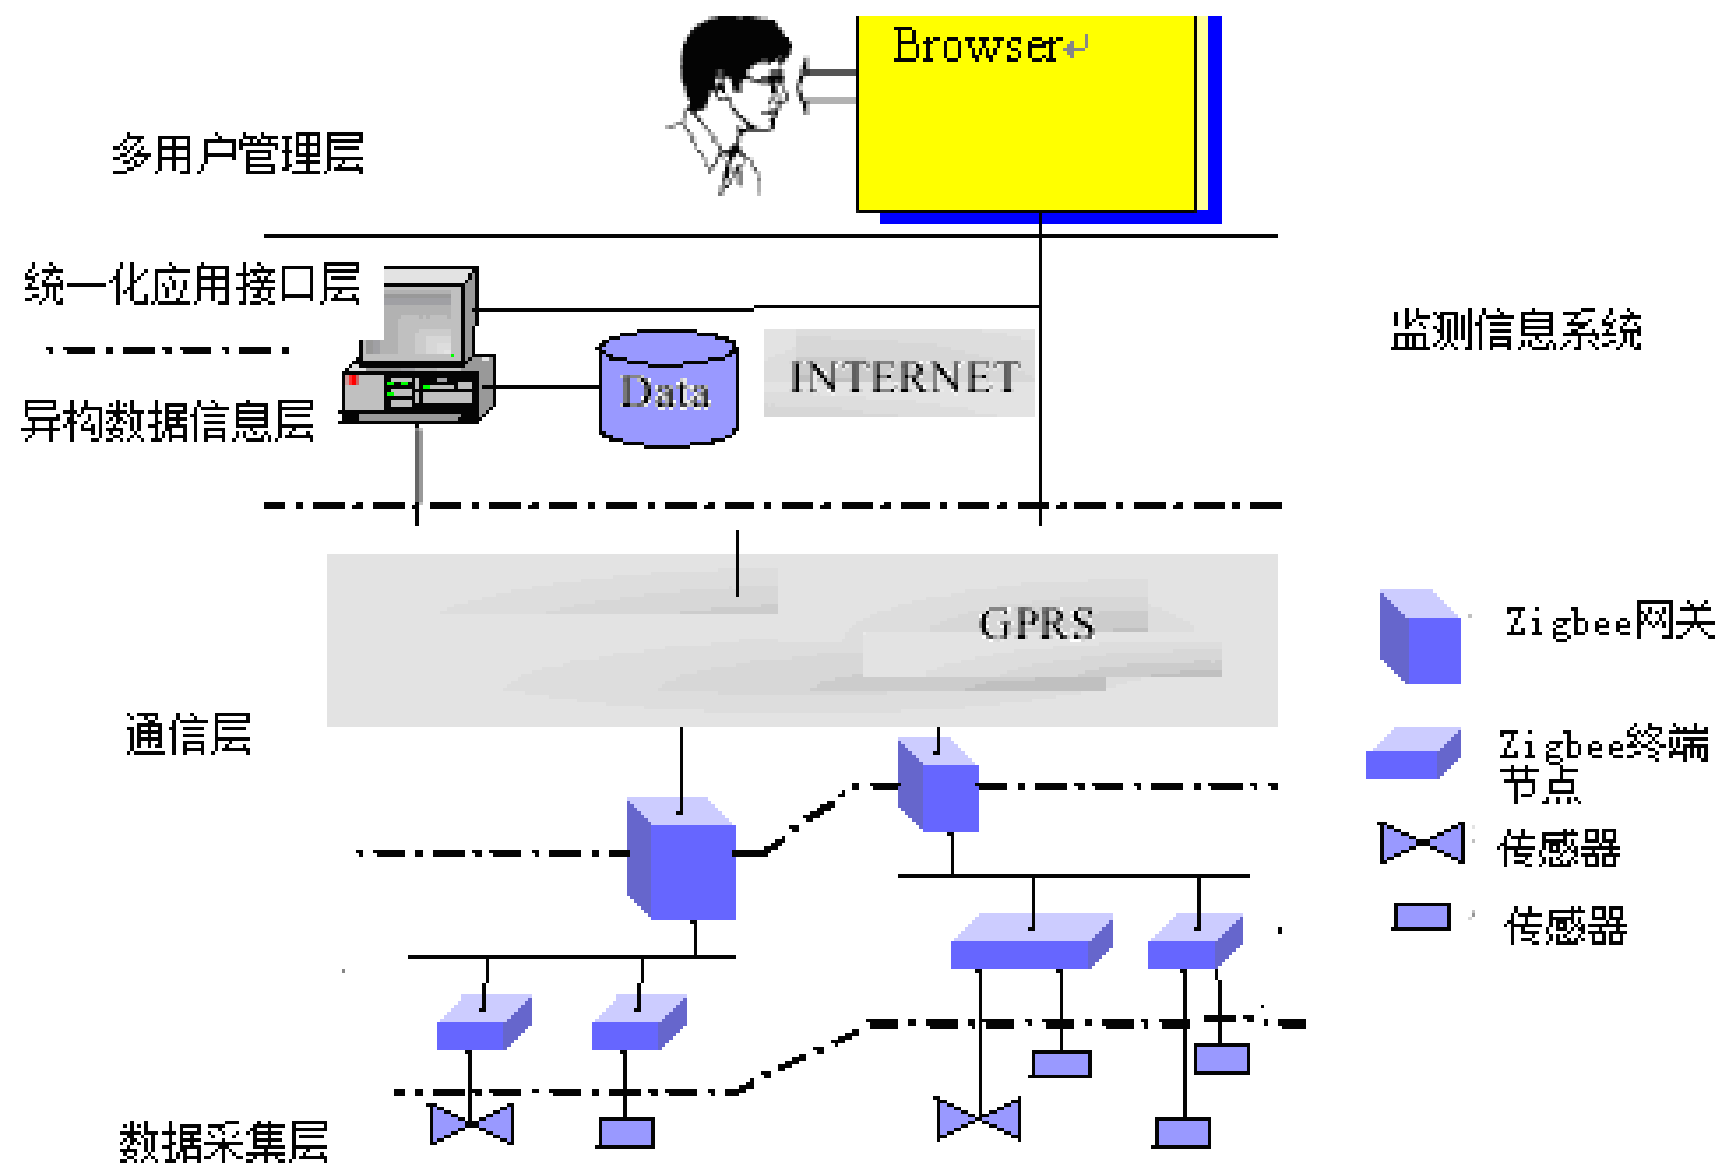 Browser↵
多用户管理层
统一化应用接口层
监测信息系统
INTERNET
Data
异构数据信息层
GPRS
Zigbee网关
通信层
Zigbee终端
节点
传感器
传感器
数据采集层